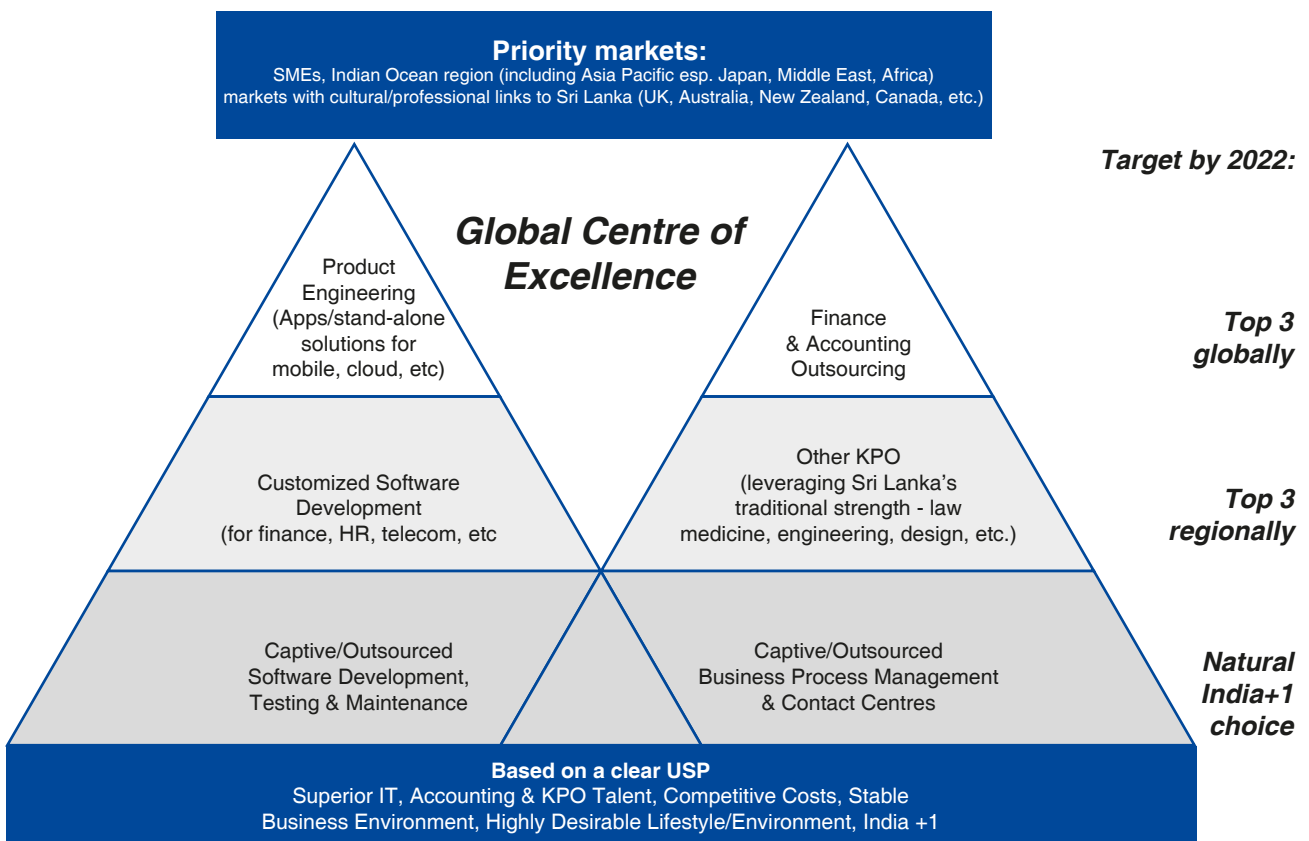 Priority markets:
SMEs, Indian Ocean region (including Asia Pacific esp. Japan, Middle East, Africa)
markets with cultural/professional links to Sri Lanka (UK, Australia, New Zealand, Canada, etc.)
Target by 2022:
Global Centre of
Excellence
Product
Engineering
(Apps/stand-alone
solutions for
mobile, cloud, etc)
Finance
& Accounting
Outsourcing
Top 3
globally
Customized Software
Development
(for finance, HR, telecom, etc
Other KPO
(leveraging Sri Lanka’s
traditional strength - law
medicine, engineering, design, etc.)
Top 3
regionally
Captive/Outsourced
Software Development,
Testing & Maintenance
Captive/Outsourced
Business Process Management
& Contact Centres
Natural
India+1
choice
Based on a clear USP
Superior IT, Accounting & KPO Talent, Competitive Costs, Stable
Business Environment, Highly Desirable Lifestyle/Environment, India +1